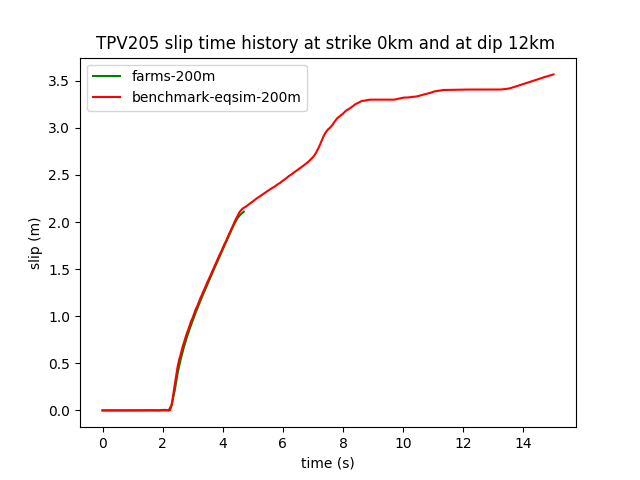 TPV205 slip time history at strike 0km and at dip 12km
farms-200m
benchmark-eqsim-200m
3.5
3.0
2.5
2.0
1.5
1.0
0.5
0.0
slip (m)
0 2 4 6 8 10 12 14
time (s)